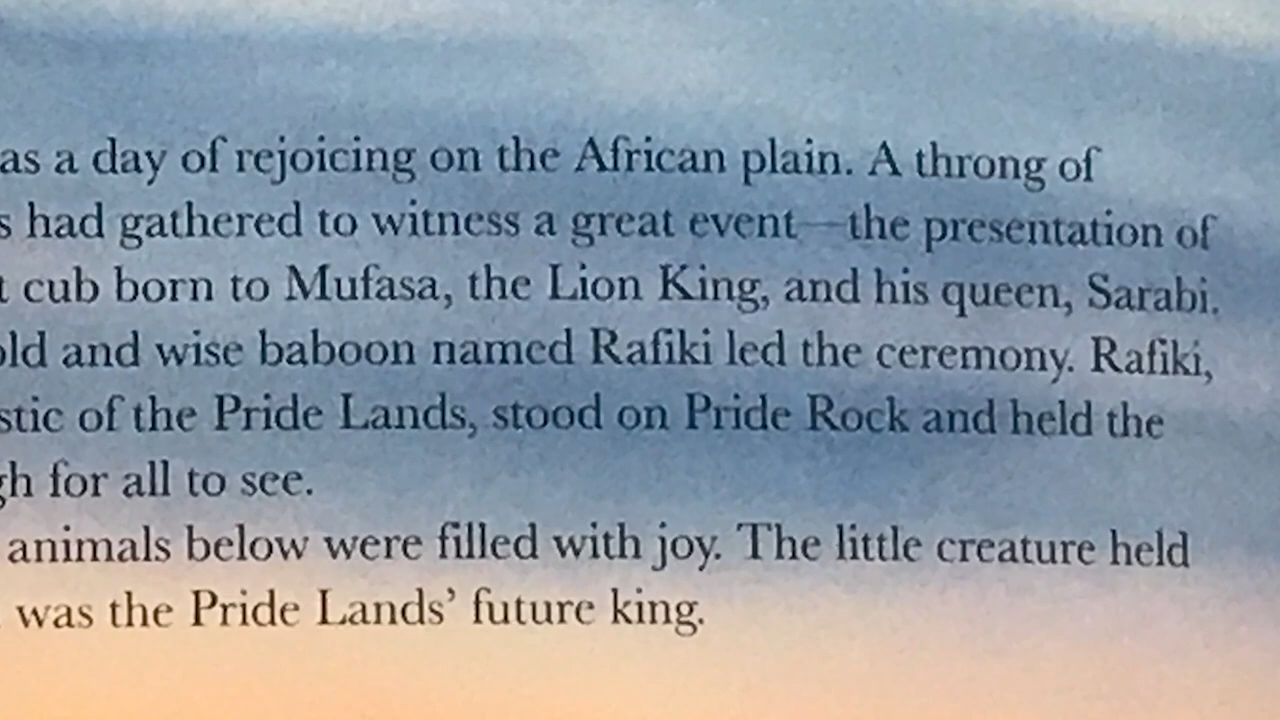 as a day of rejoicing on the African plain. A throng of
s had gathered to witness a great event—the presentation of
t cub born to Mufasa, the Lion King, and his queen, Sarabi.
old and wise baboon named Rafiki led the ceremony. Rafiki,
stic of the Pride Lands, stood on Pride Rock and held the
gh for all to see.
animals below were filled with joy. The little creature held
was the Pride Lands’ future king.